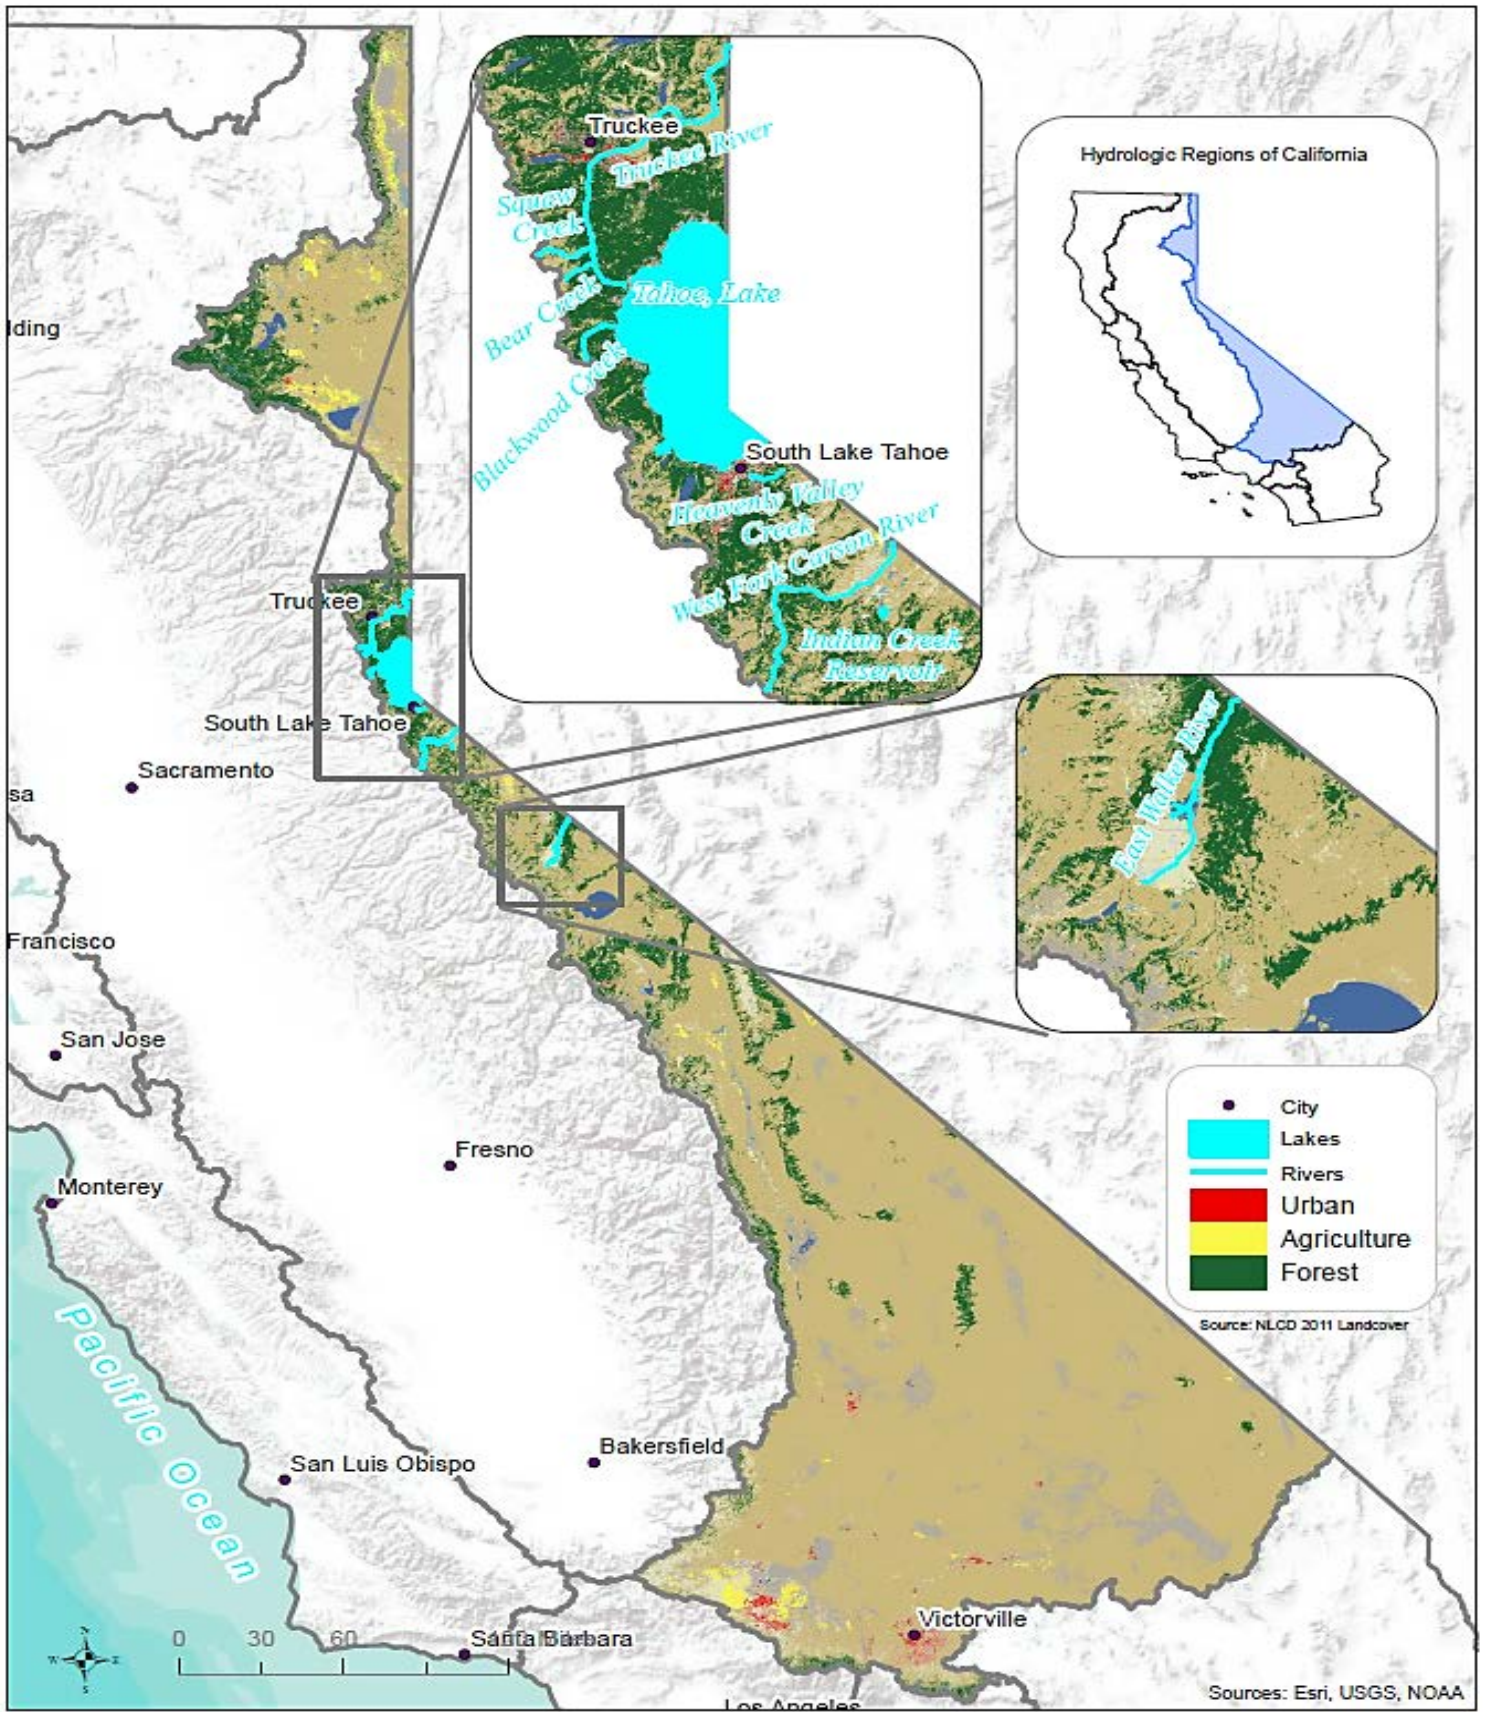 Truckee
Truckee River
Squaw
Creek
Tahoe, Lake
Bear Creek
Blackwood Creek
South Lake Tahoe
Heavenly Valley
Creek
West Fork Carson River
Indian Creek
Reservoir
Hydrologic Regions of California
lding
Truckee
South Lake Tahoe
Sacramento
sa
East Walker River
Francisco
San Jose
Monterey
Fresno
City
Lakes
Rivers
Urban
Agriculture
Forest
Source: NLCD 2011 Landcover
Pacific Ocean
San Luis Obispo
Bakersfield
Victorville
N
W E
S
0 30 60
Santa Barbara
Los Angeles
Sources: Esri, USGS, NOAA